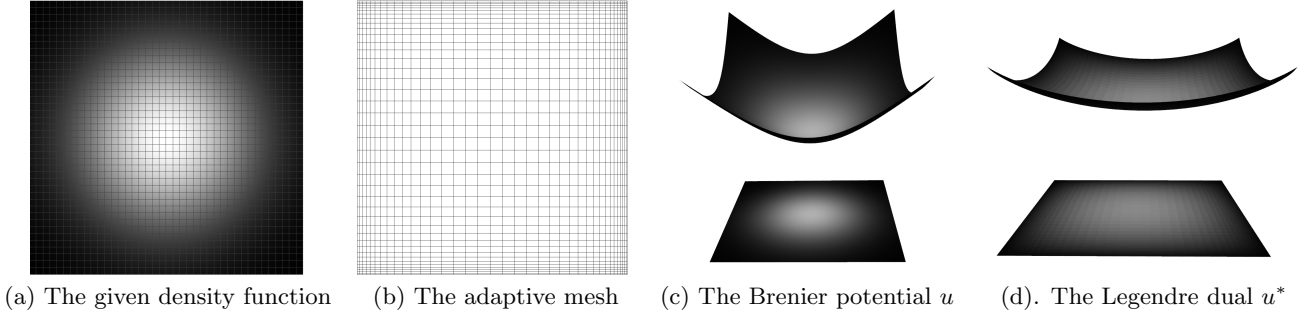 (a) The given density function
(b) The adaptive mesh
(c) The Brenier potential u
(d). The Legendre dual u*